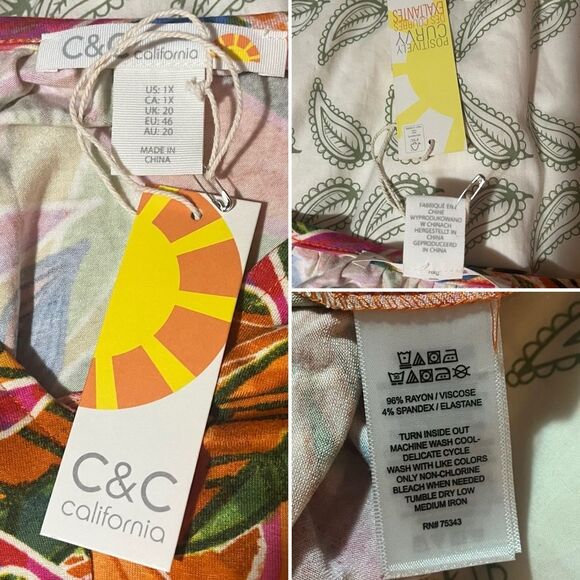 C&C california
US: 1X
CA: 1X
UK: 20
EU: 46
AU: 20
MADE IN
CHINA
C&C
california
POSITIVELY
CURVY
DES COURBES
EXALTANTES
FABRIQUÉ EN
CHINE
WYPRODUKOWANO
W CHINACH
HERGESTELLT IN
CHINA
GEPRODUCEERD
IN CHINA
96% RAYON / VISCOSE
4% SPANDEX / ELASTANE
TURN INSIDE OUT
MACHINE WASH COOL-
DELICATE CYCLE
WASH WITH LIKE COLORS
ONLY NON-CHLORINE
BLEACH WHEN NEEDED
TUMBLE DRY LOW
MEDIUM IRON
RN# 75343